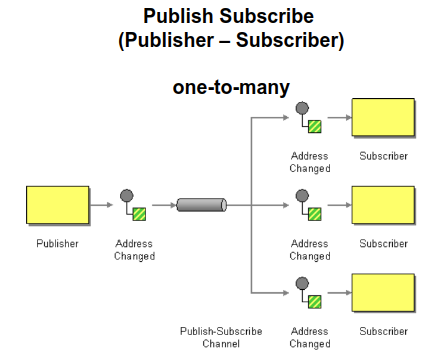 Publish Subscribe
(Publisher – Subscriber)
one-to-many
Address
Changed
Subscriber
Publisher
Address
Changed
Address
Changed
Subscriber
Publish-Subscribe
Channel
Address
Changed
Subscriber